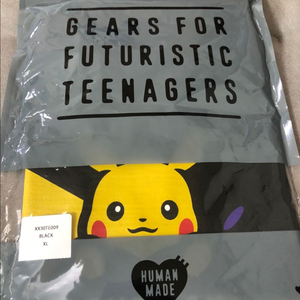 GEARS FOR
FUTURISTIC
TEENAGERS
XX30TE009
BLACK
XL
HUMAN
MADE